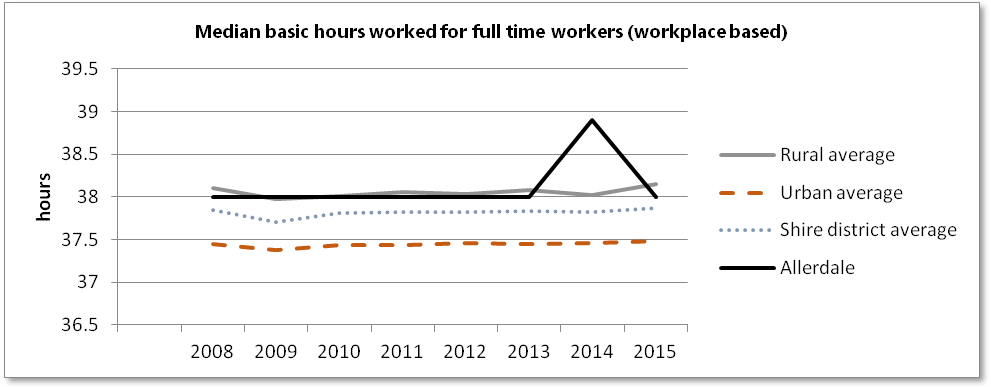 Median basic hours worked for full time workers (workplace based)
39.5
39
38.5
38
37.5
37
36.5
hours
2008 2009 2010 2011 2012 2013 2014 2015
Rural average
Urban average
Shire district average
Allerdale